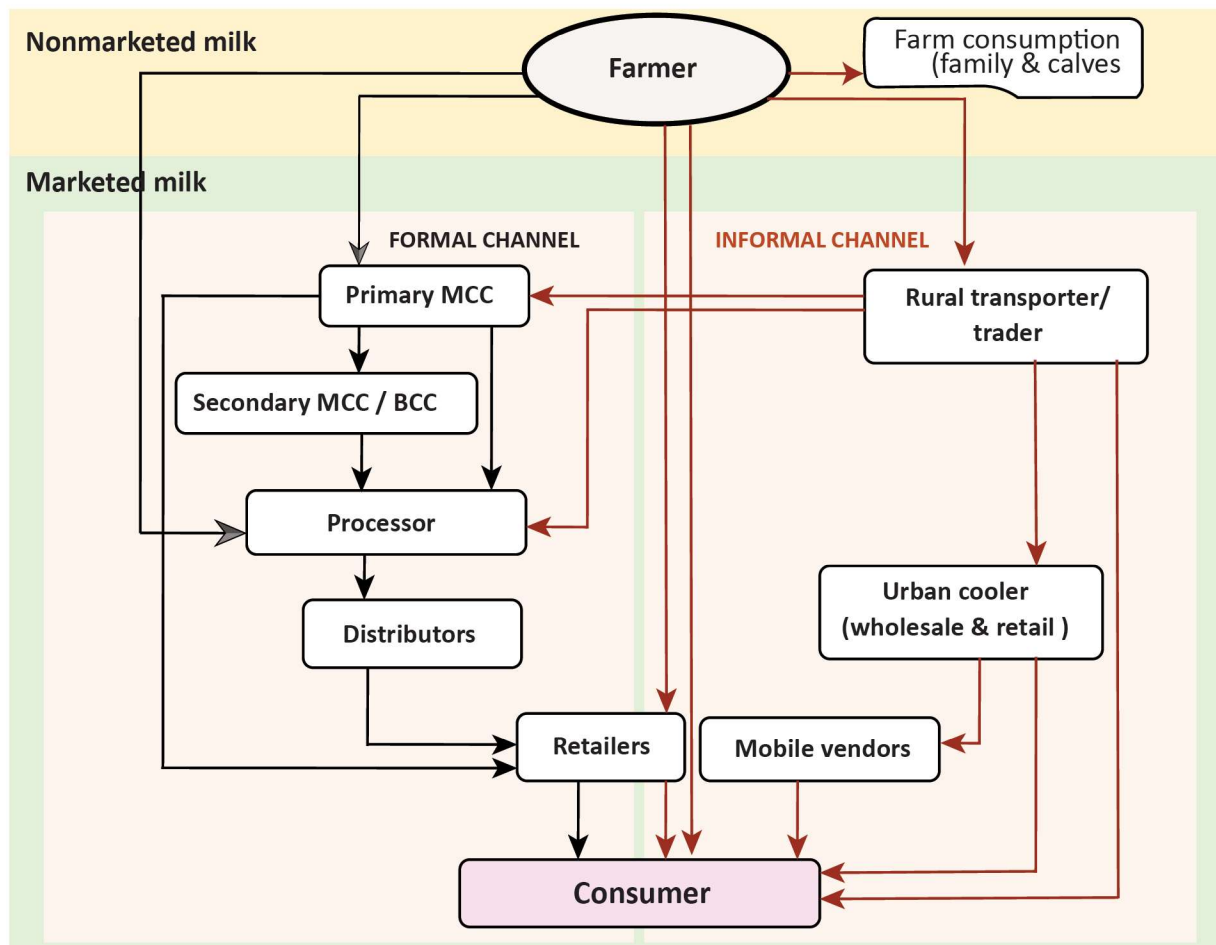 Nonmarketed milk
Farmer
Farm consumption
(family & calves
Marketed milk
FORMAL CHANNEL
INFORMAL CHANNEL
Primary MCC
Rural transporter/
trader
Secondary MCC / BCC
Processor
Urban cooler
(wholesale & retail )
Distributors
Retailers
Mobile vendors
Consumer